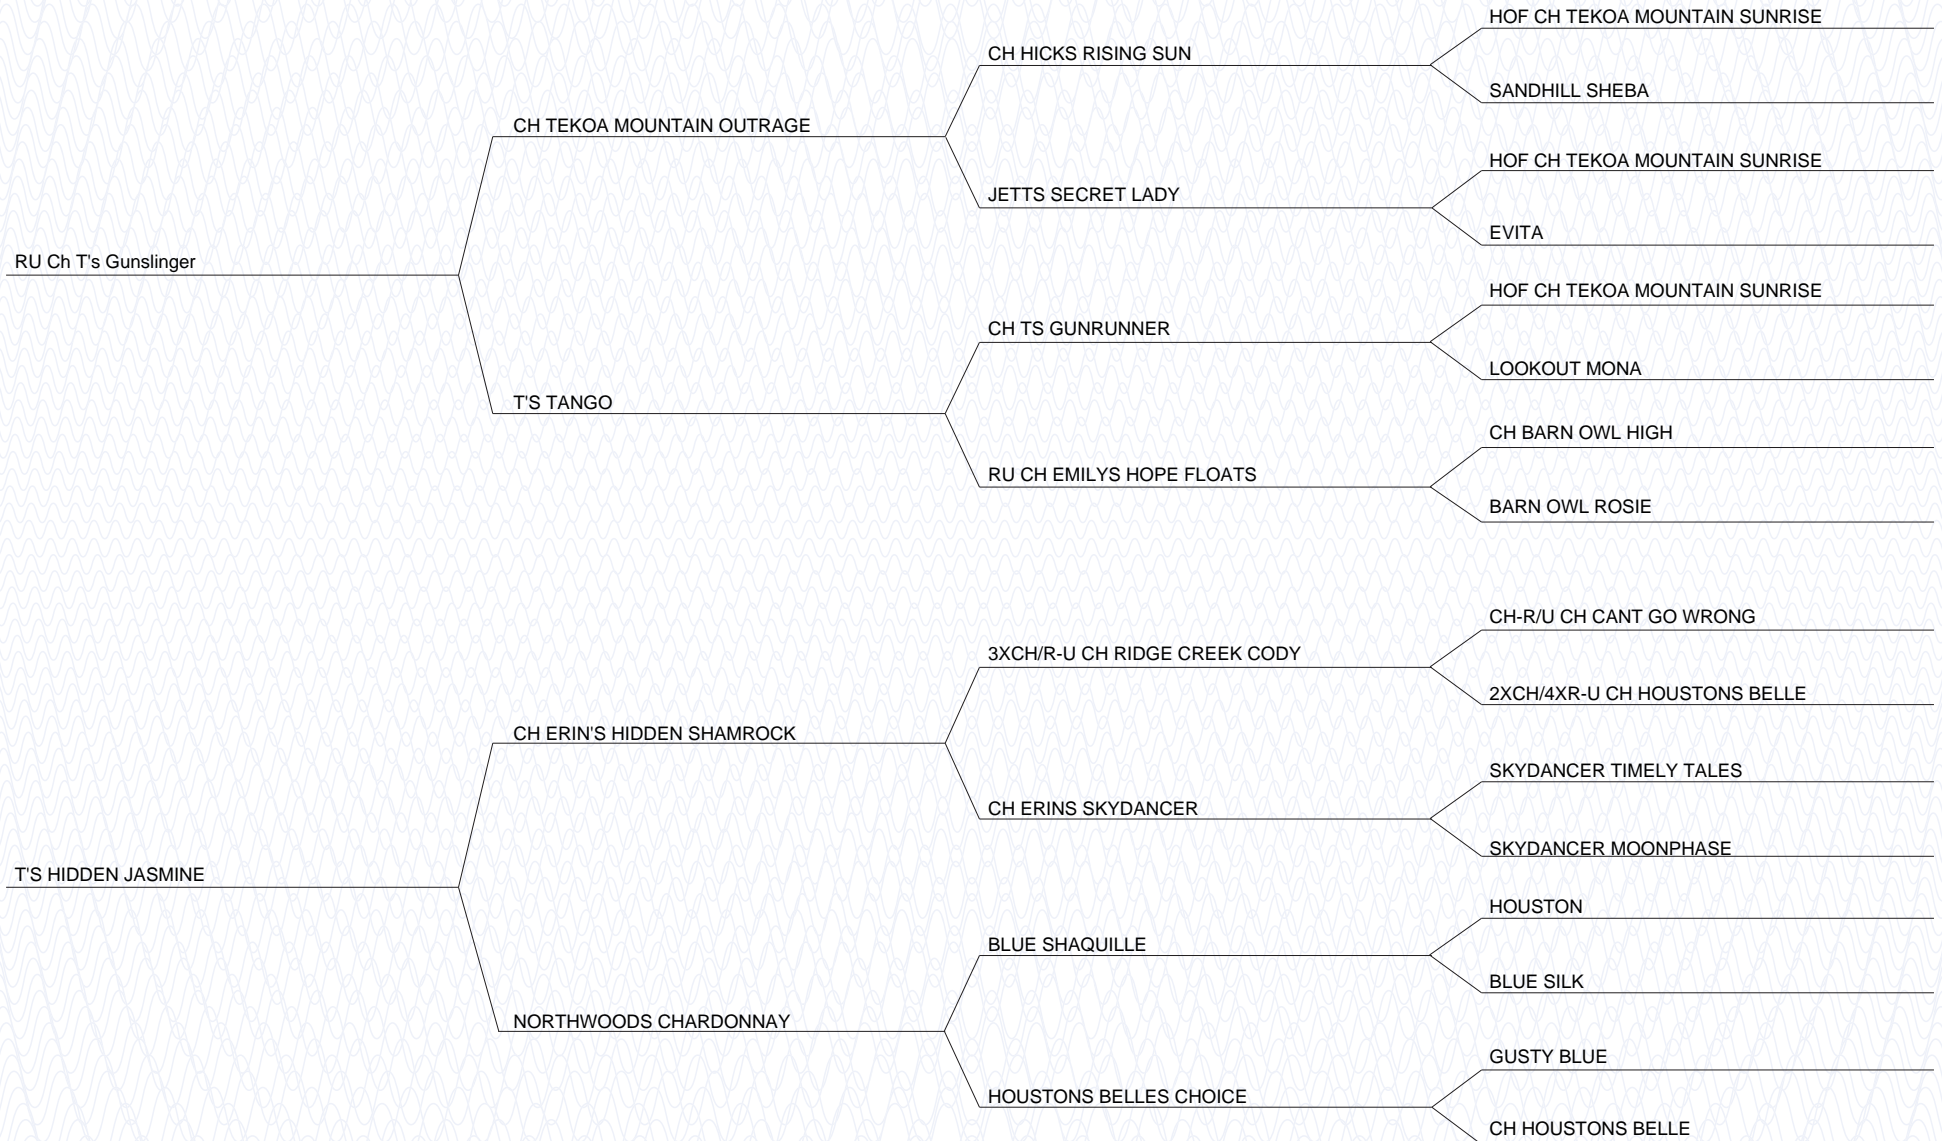 HOF CH TEKOA MOUNTAIN SUNRISE
CH HICKS RISING SUN
SANDHILL SHEBA
CH TEKOA MOUNTAIN OUTRAGE
HOF CH TEKOA MOUNTAIN SUNRISE
JETTS SECRET LADY
EVITA
RU Ch T's Gunslinger
HOF CH TEKOA MOUNTAIN SUNRISE
CH TS GUNRUNNER
LOOKOUT MONA
T'S TANGO
CH BARN OWL HIGH
RU CH EMILYS HOPE FLOATS
BARN OWL ROSIE
CH-R/U CH CANT GO WRONG
3XCH/R-U CH RIDGE CREEK CODY
2XCH/4XR-U CH HOUSTONS BELLE
CH ERIN'S HIDDEN SHAMROCK
SKYDANCER TIMELY TALES
CH ERINS SKYDANCER
SKYDANCER MOONPHASE
T'S HIDDEN JASMINE
HOUSTON
BLUE SHAQUILLE
BLUE SILK
NORTHWOODS CHARDONNAY
GUSTY BLUE
HOUSTONS BELLES CHOICE
CH HOUSTONS BELLE